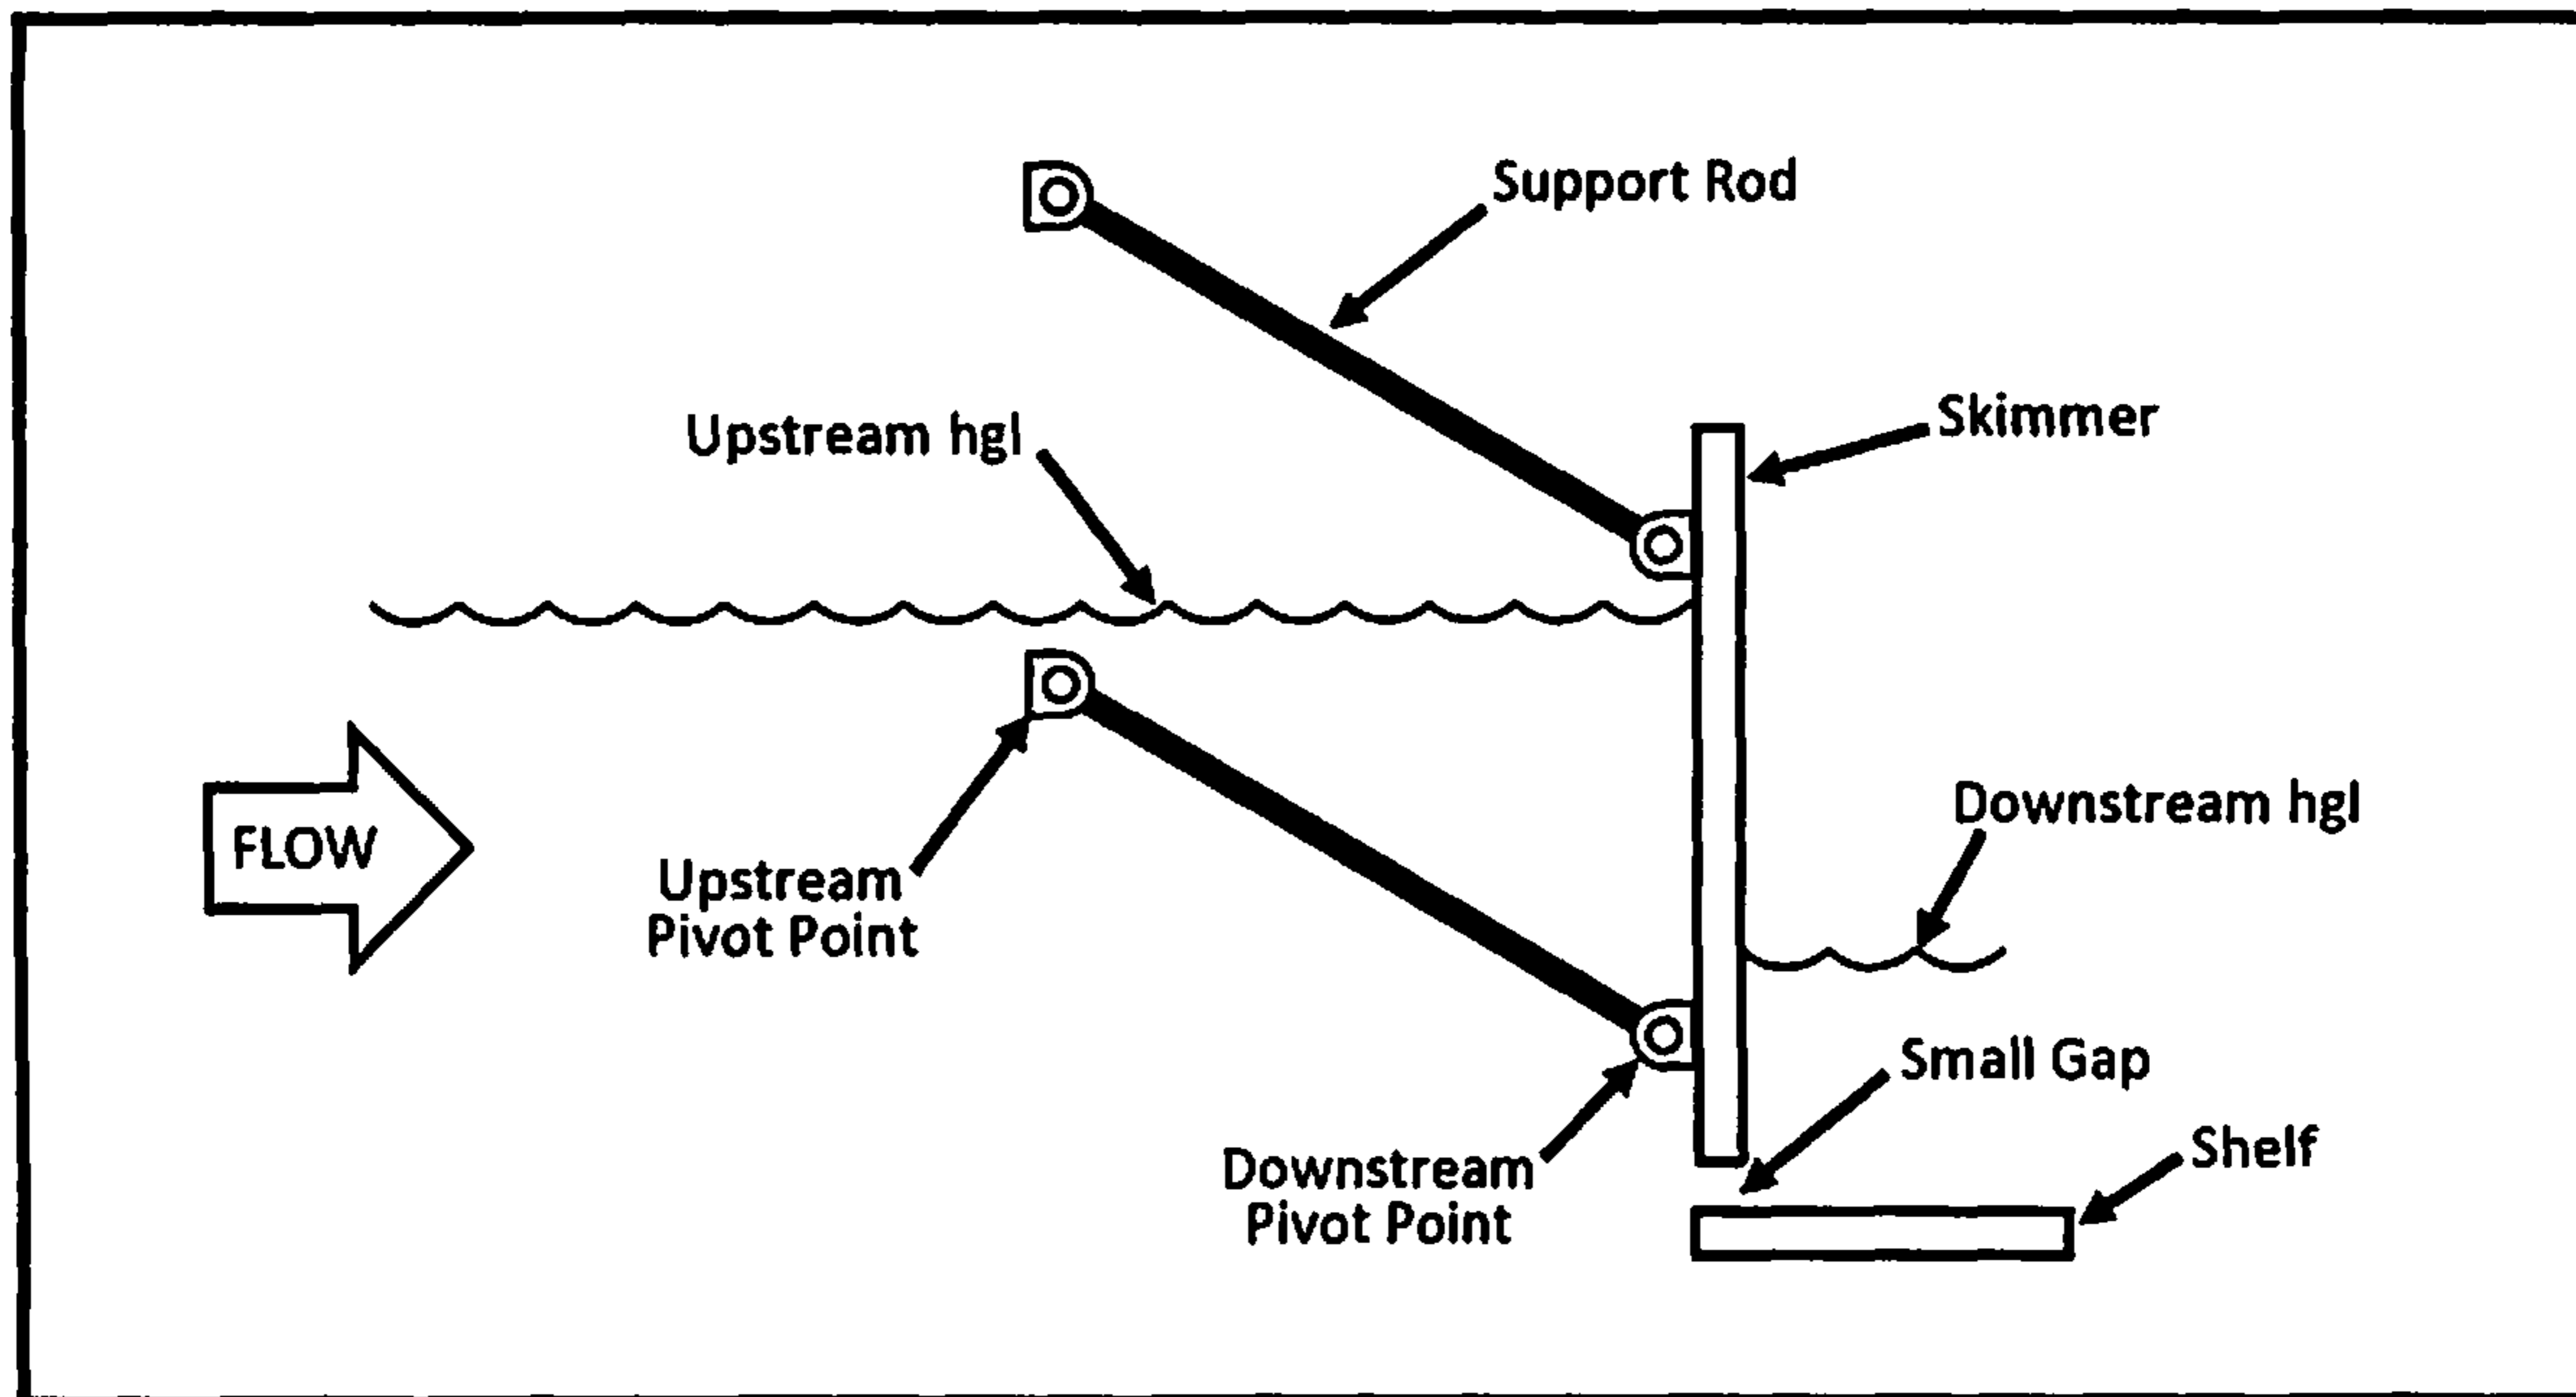 Support Rod
Upstream hgl
Skimmer
FLOW
Downstream hgl
Upstream
Pivot Point
Small Gap
Downstream
Pivot Point
Shelf